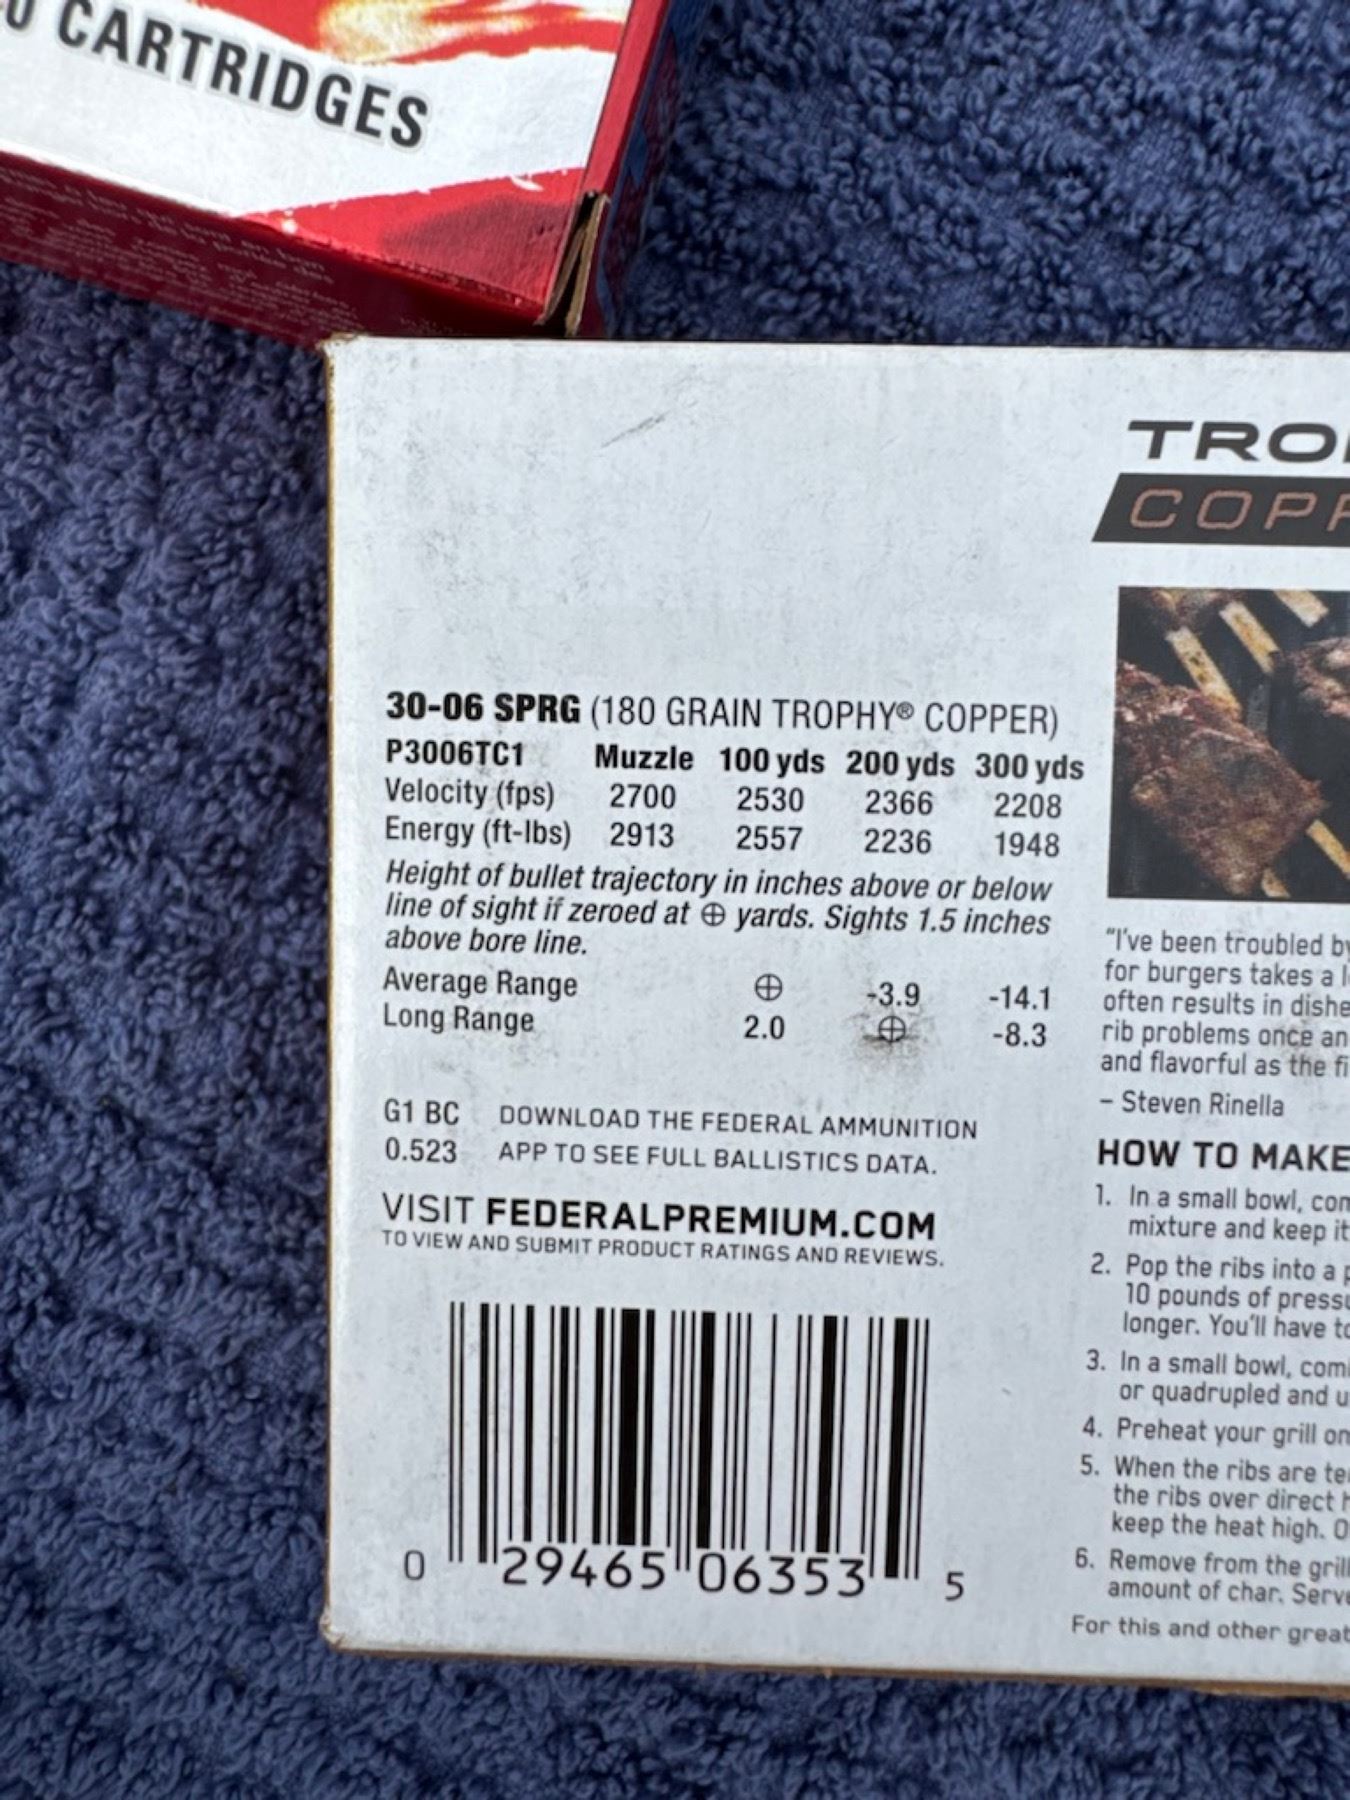 CARTRIDGES
TRO
COPP
30-06 SPRG (180 GRAIN TROPHY® COPPER)
P3006TC1 Muzzle 100 yds 200 yds 300 yds
Velocity (fps) 2700 2530 2366 2208
Energy (ft-lbs) 2913 2557 2236 1948
Height of bullet trajectory in inches above or below
line of sight if zeroed at ⊕ yards. Sights 1.5 inches
above bore line.
Average Range ⊕ -3.9 -14.1
Long Range 2.0 ⊕ -8.3
G1 BC DOWNLOAD THE FEDERAL AMMUNITION
0.523 APP TO SEE FULL BALLISTICS DATA.
VISIT FEDERALPREMIUM.COM
TO VIEW AND SUBMIT PRODUCT RATINGS AND REVIEWS.
0 29465 06353 5
"I've been troubled by
for burgers takes a
often results in dishe
rib problems once an
and flavorful as the fi
– Steven Rinella
HOW TO MAKE
1. In a small bowl, com
mixture and keep it
2. Pop the ribs into a p
10 pounds of pressu
longer. You'll have to
3. In a small bowl, comb
or quadrupled and u
4. Preheat your grill on
5. When the ribs are te
the ribs over direct h
keep the heat high. O
6. Remove from the grill
amount of char. Serve
For this and other great